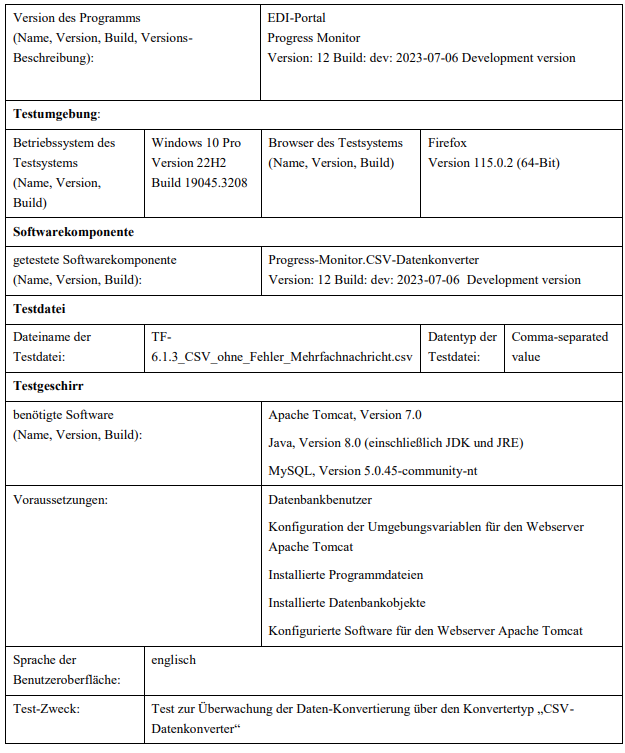 Version des Programms
(Name, Version, Build, Versions-
Beschreibung):
EDI-Portal
Progress Monitor
Version: 12 Build: dev: 2023-07-06 Development version
Testumgebung:
Betriebssystem des
Testsystems
(Name, Version,
Build)
Windows 10 Pro
Version 22H2
Build 19045.3208
Browser des Testsystems
(Name, Version, Build)
Firefox
Version 115.0.2 (64-Bit)
Softwarekomponente
getestete Softwarekomponente
(Name, Version, Build):
Progress-Monitor.CSV-Datenkonverter
Version: 12 Build: dev: 2023-07-06 Development version
Testdatei
Dateiname der
Testdatei:
TF-
6.1.3_CSV_ohne_Fehler_Mehrfachnachricht.csv
Datentyp der
Testdatei:
Comma-separated
value
Testgeschirr
benötigte Software
(Name, Version, Build):
Apache Tomcat, Version 7.0
Java, Version 8.0 (einschließlich JDK und JRE)
MySQL, Version 5.0.45-community-nt
Voraussetzungen:
Datenbankbenutzer
Konfiguration der Umgebungsvariablen für den Webserver
Apache Tomcat
Installierte Programmdateien
Installierte Datenbankobjekte
Konfigurierte Software für den Webserver Apache Tomcat
Sprache der
Benutzeroberfläche:
englisch
Test-Zweck:
Test zur Überwachung der Daten-Konvertierung über den Konvertertyp „CSV-
Datenkonverter“